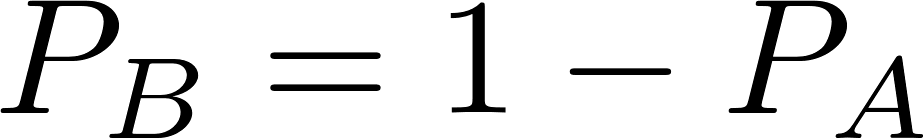 P_B = 1 − P_A